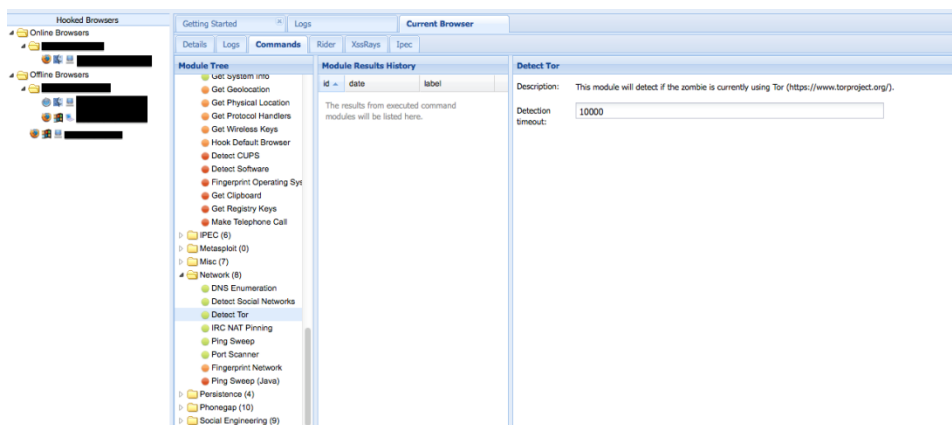 Hooked Browsers
Online Browsers
Offline Browsers
Getting Started
Logs
Current Browser
Details
Logs
Commands
Rider
XssRays
Ipec
Module Tree
Get System Info
Get Geolocation
Get Physical Location
Get Protocol Handlers
Get Wireless Keys
Hook Default Browser
Detect CUPS
Detect Software
Fingerprint Operating Sys
Get Clipboard
Get Registry Keys
Make Telephone Call
IPEC (6)
Metasploit (0)
Misc (7)
Network (8)
DNS Enumeration
Detect Social Networks
Detect Tor
IRC NAT Pinning
Ping Sweep
Port Scanner
Fingerprint Network
Ping Sweep (Java)
Persistence (4)
Phonegap (10)
Social Engineering (9)
Module Results History
id date label
The results from executed command
modules will be listed here.
Detect Tor
Description: This module will detect if the zombie is currently using Tor (https://www.torproject.org/).
Detection
timeout:
10000